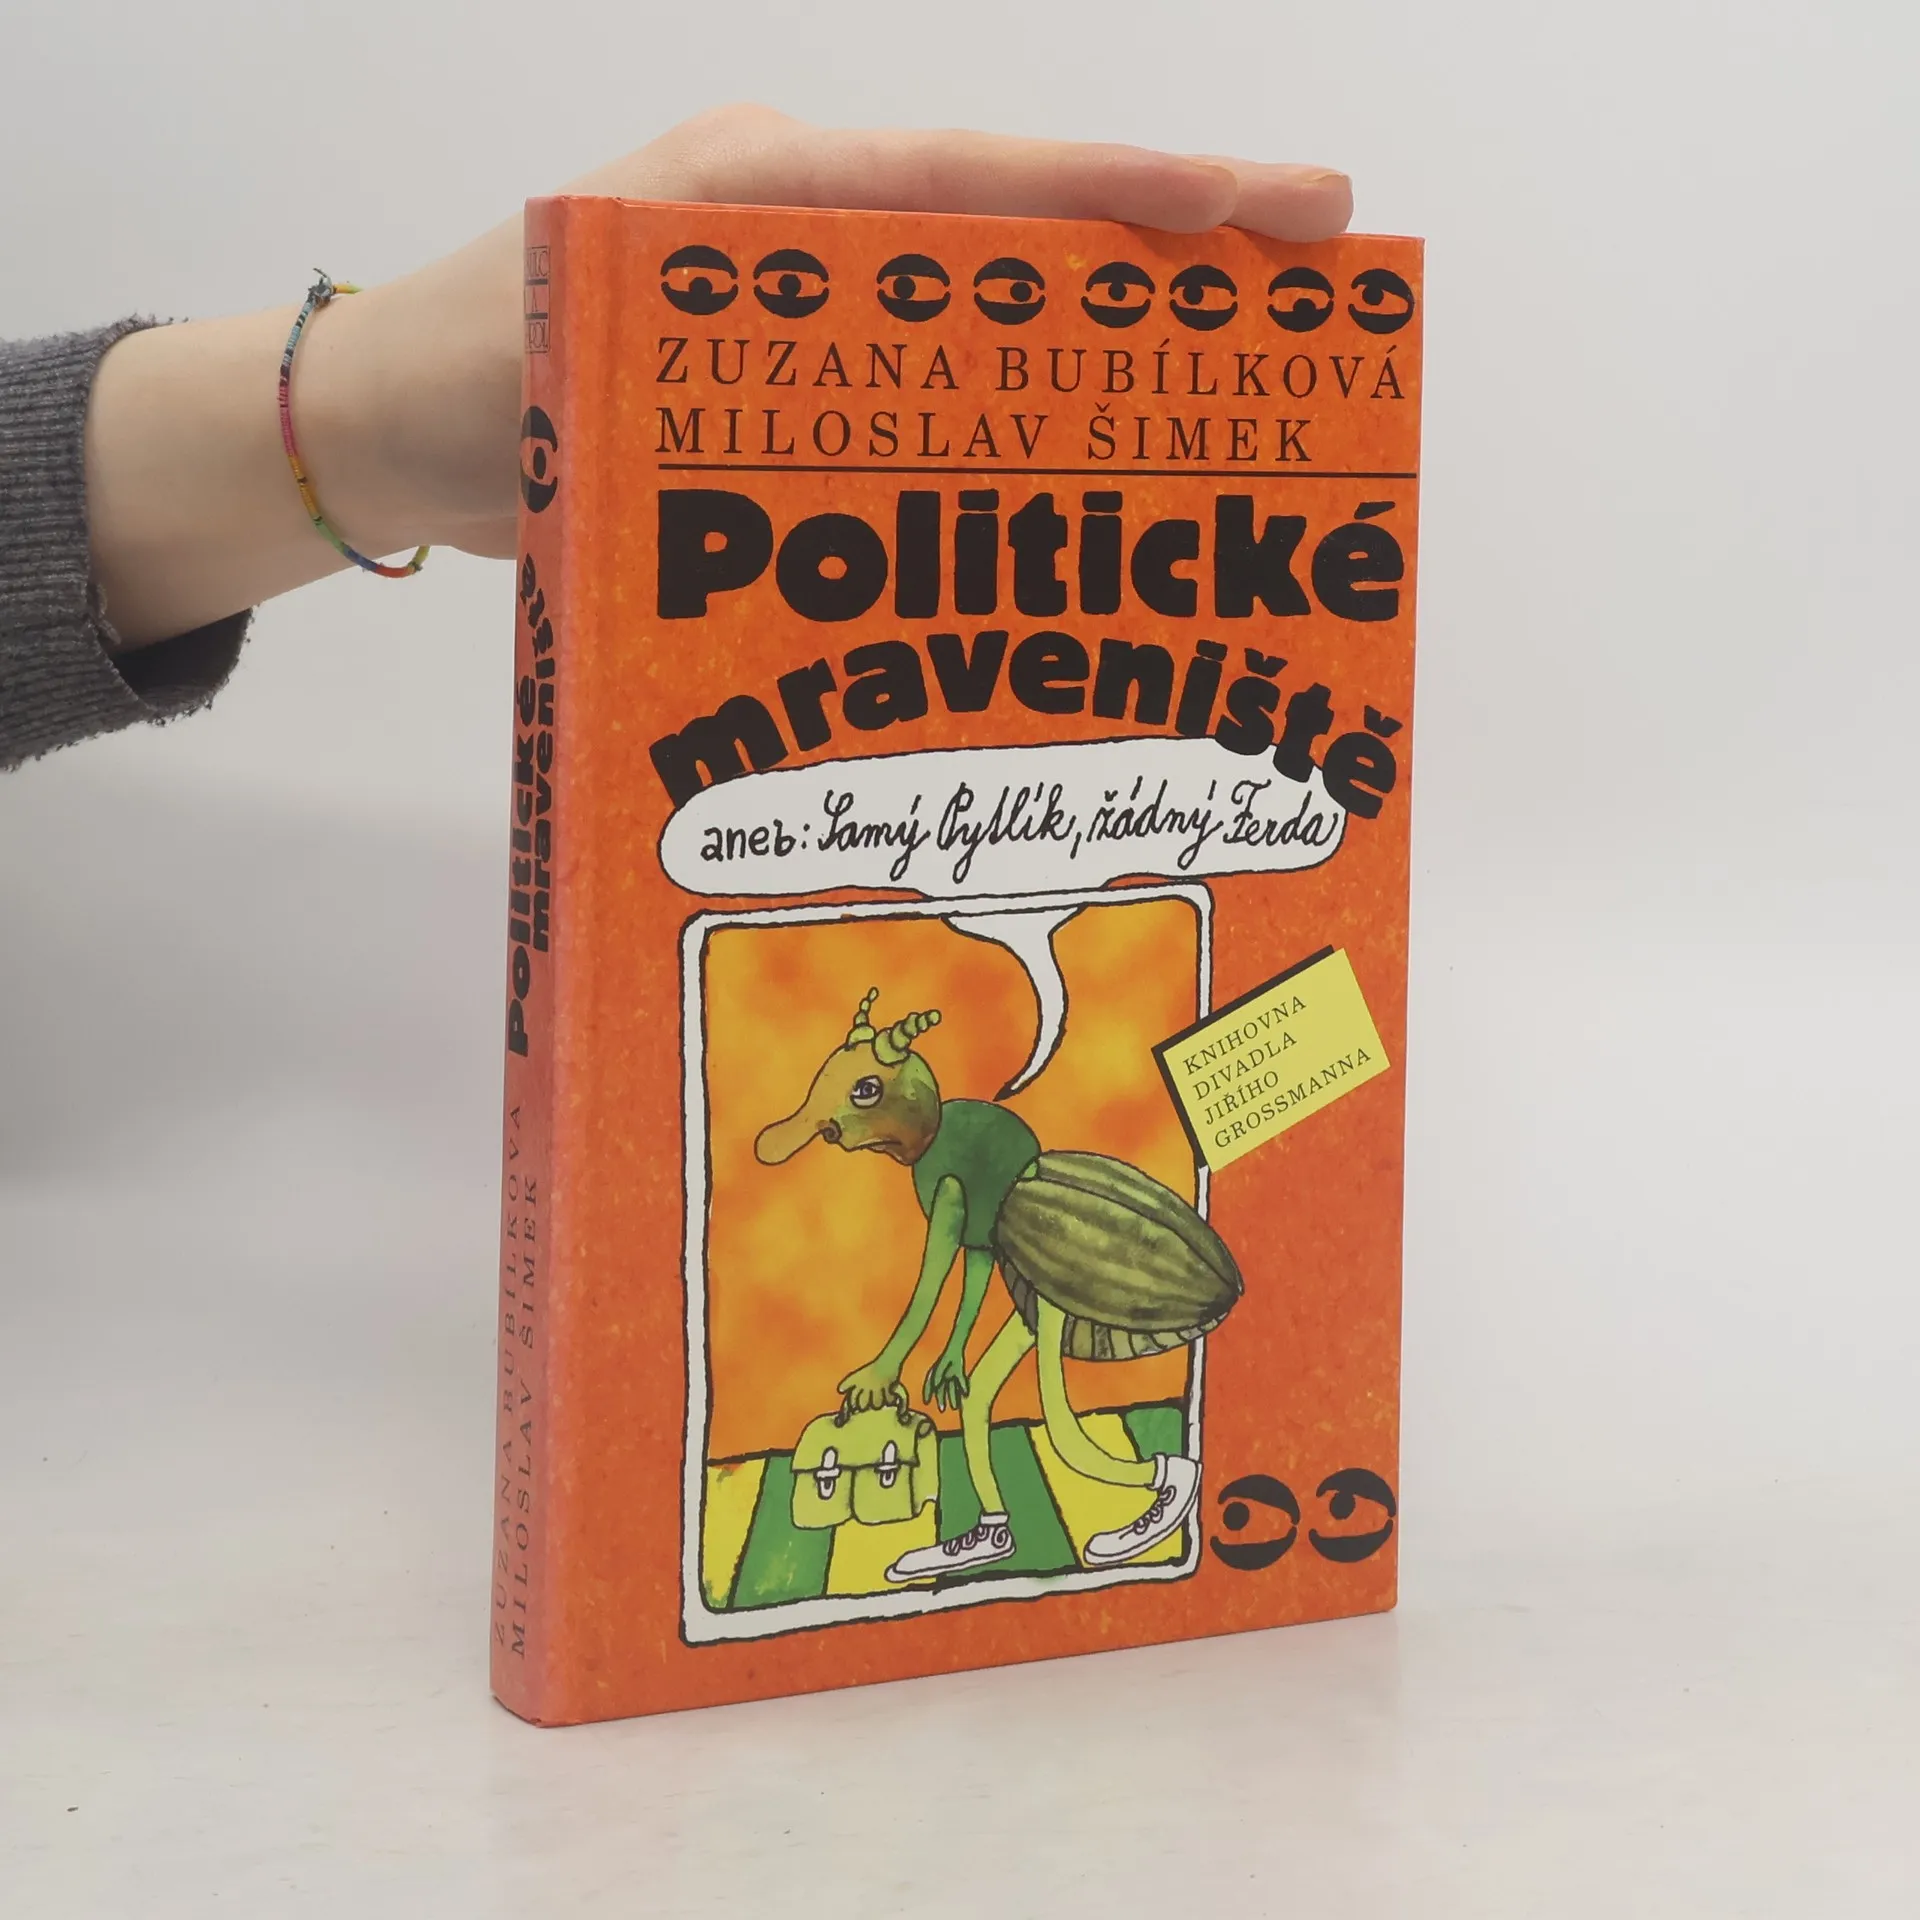 ZUZANA BUBÍLKOVÁ
MILOSLAV ŠIMEK
Politické
mraveniště
aneb: Samý Pytlík, žádný Ferda
KNIHOVNA
DIVADLA
JIŘÍHO
GROSSMANNA
Politické
mraveniště
ZUZANA BUBÍLKOVÁ
MILOSLAV ŠIMEK